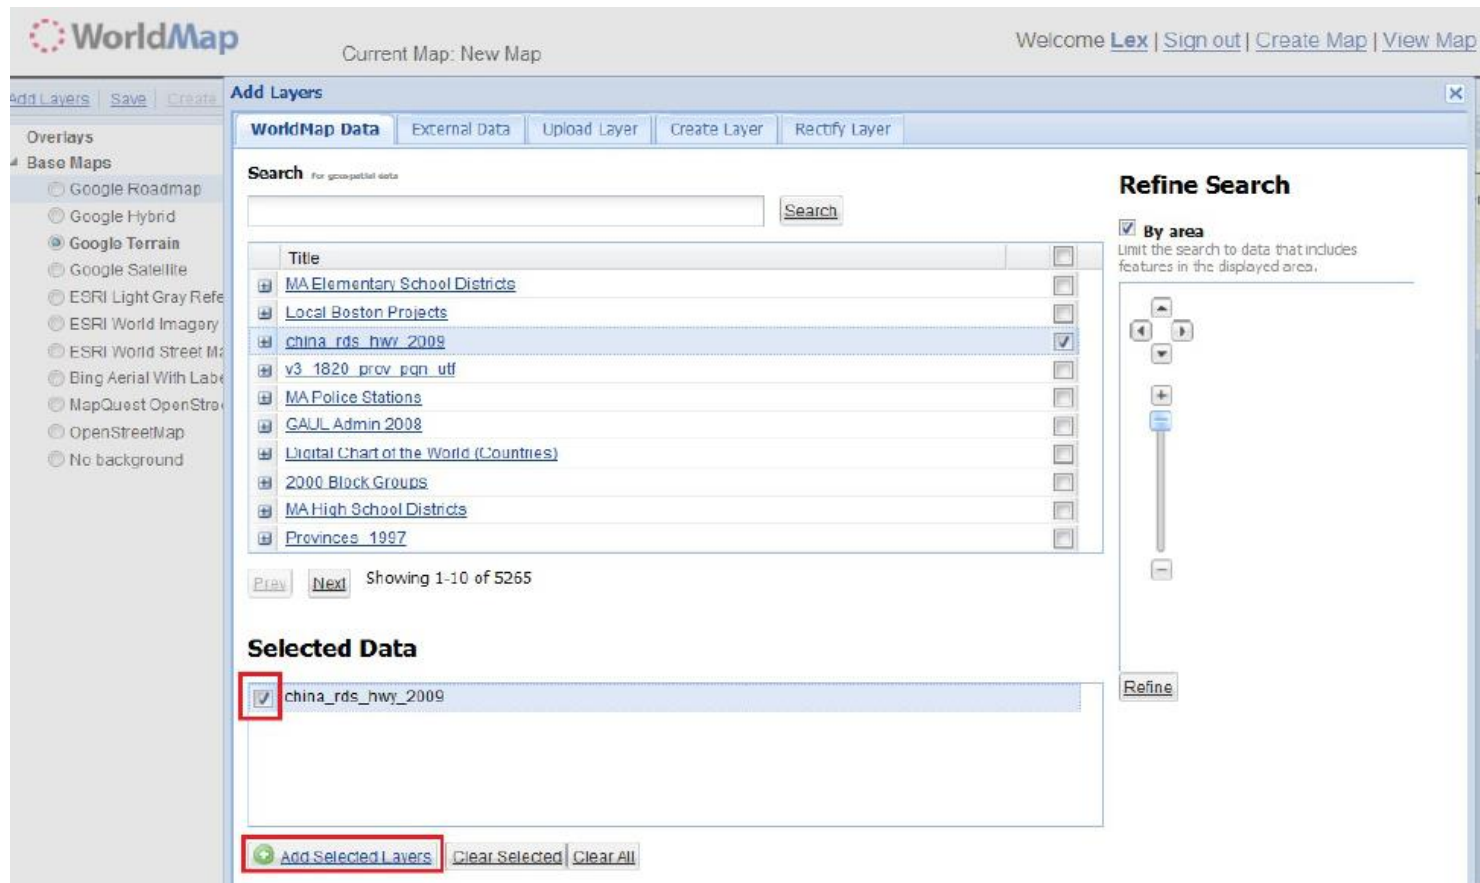 WorldMap
Current Map: New Map
Welcome Lex | Sign out | Create Map | View Map
Add Layers Save Create
Overlays
Base Maps
Google Roadmap
Google Hybrid
Google Terrain
Google Satellite
ESRI Light Gray Refe
ESRI World Imagery
ESRI World Street Ma
Bing Aerial With Labe
MapQuest OpenStre
OpenStreetMap
No background
Add Layers
WorldMap Data External Data Upload Layer Create Layer Rectify Layer
Search For geospatial data
Search
Title
MA Elementary School Districts
Local Boston Projects
china_rds_hwy_2009
v3_1820_prov_pgn_utf
MA Police Stations
GAUL Admin 2008
Digital Chart of the World (Countries)
2000 Block Groups
MA High School Districts
Provinces_1997
Prev Next Showing 1-10 of 5265
Selected Data
china_rds_hwy_2009
Add Selected Layers Clear Selected Clear All
Refine Search
By area
Limit the search to data that includes
features in the displayed area.
Refine